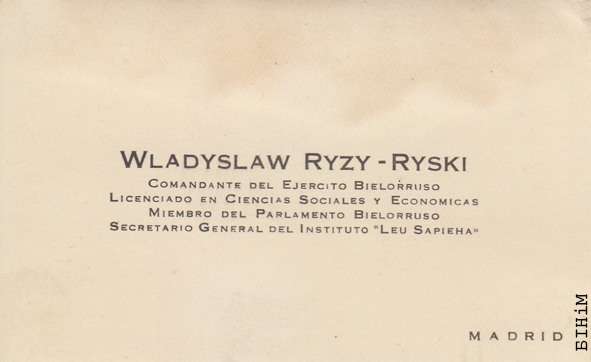 WLADYSLAW RYZY-RYSKI
COMANDANTE DEL EJERCITO BIELORRUSO
LICENCIADO EN CIENCIAS SOCIALES Y ECONOMICAS
MIEMBRO DEL PARLAMENTO BIELORRUSO
SECRETARIO GENERAL DEL INSTITUTO "LEU SAPIEHA"
MADRID
БІНіМ